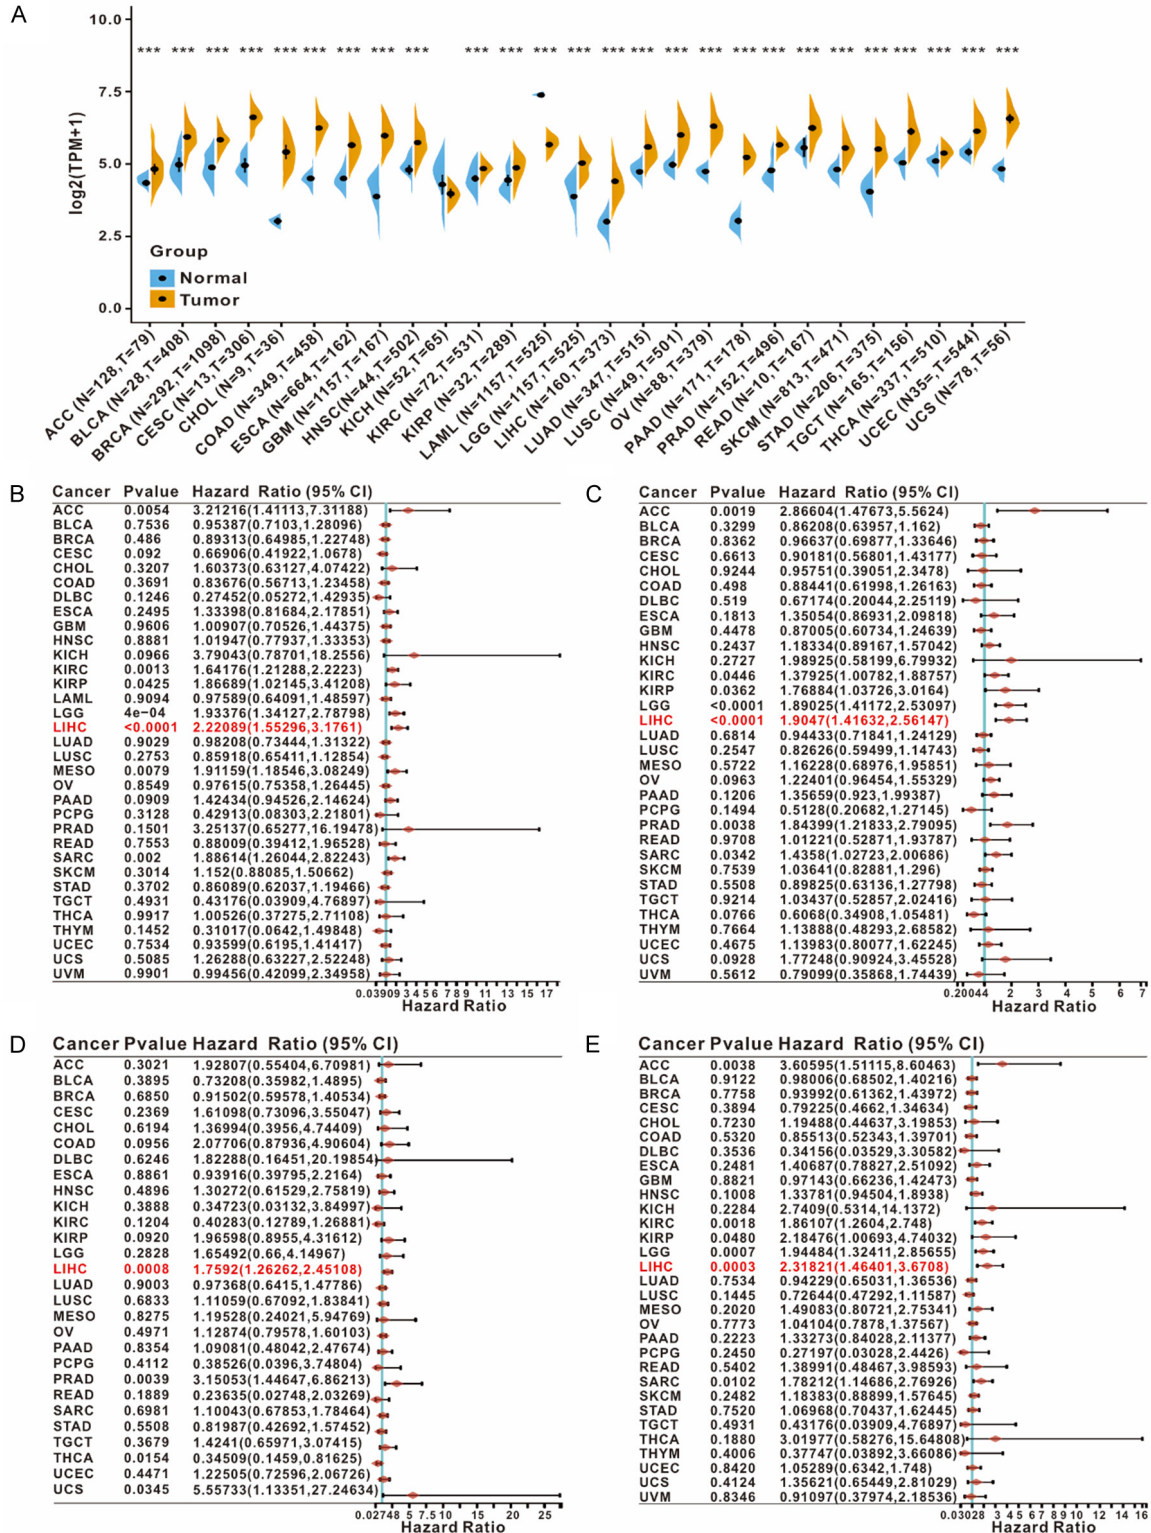 A
10.0
*** *** *** *** *** *** *** *** *** *** *** *** *** *** *** *** *** *** *** *** *** *** *** *** *** ***
7.5
log2(TPM+1)
5.0
2.5
Group
Normal
Tumor
0.0
ACC (N=128, T=79)
BLCA (N=28, T=408)
BRCA (N=292, T=1098)
CESC (N=13, T=306)
CHOL (N=9, T=36)
COAD (N=349, T=458)
ESCA (N=664, T=162)
GBM (N=1157, T=167)
HNSC (N=44, T=502)
KICH (N=52, T=65)
KIRC (N=72, T=531)
KIRP (N=32, T=289)
LAML (N=1157, T=525)
LGG (N=1157, T=525)
LIHC (N=160, T=373)
LUAD (N=347, T=515)
LUSC (N=49, T=501)
OV (N=88, T=379)
PAAD (N=171, T=178)
PRAD (N=152, T=496)
READ (N=10, T=167)
SKCM (N=813, T=471)
STAD (N=206, T=375)
TGCT (N=165, T=156)
THCA (N=337, T=510)
UCEC (N=35=, T=544)
UCS (N=78, T=56)
B
Cancer Pvalue Hazard Ratio (95% CI)
ACC 0.0054 3.21216(1.41113,7.31188)
BLCA 0.7536 0.95387(0.7103,1.28096)
BRCA 0.486 0.89313(0.64985,1.22748)
CESC 0.092 0.66906(0.41922,1.0678)
CHOL 0.3207 1.60373(0.63127,4.07422)
COAD 0.3691 0.83676(0.56713,1.23458)
DLBC 0.1246 0.27452(0.05272,1.42935)
ESCA 0.2495 1.33398(0.81684,2.17851)
GBM 0.9606 1.00907(0.70526,1.44375)
HNSC 0.8881 1.01947(0.77937,1.33353)
KICH 0.0966 3.79043(0.78701,18.2556)
KIRC 0.0013 1.64176(1.21288,2.2223)
KIRP 0.0425 1.86689(1.02145,3.41208)
LAML 0.9094 0.97589(0.64091,1.48597)
LGG 4e-04 1.93376(1.34127,2.78798)
LIHC <0.0001 2.22089(1.55296,3.1761)
LUAD 0.9029 0.98208(0.73444,1.31322)
LUSC 0.2753 0.85918(0.65411,1.12854)
MESO 0.0079 1.91159(1.18546,3.08249)
OV 0.8549 0.97615(0.75358,1.26445)
PAAD 0.0909 1.42434(0.94526,2.14624)
PCPG 0.3128 0.42913(0.08303,2.21801)
PRAD 0.1501 3.25137(0.65277,16.19478)
READ 0.7553 0.88009(0.39412,1.96528)
SARC 0.002 1.88614(1.26044,2.82243)
SKCM 0.3014 1.152(0.88085,1.50662)
STAD 0.3702 0.86089(0.62037,1.19466)
TGCT 0.4931 0.43176(0.03909,4.76897)
THCA 0.9917 1.00526(0.37275,2.71108)
THYM 0.1452 0.31017(0.0642,1.49848)
UCEC 0.7534 0.93599(0.6195,1.41417)
UCS 0.5085 1.26288(0.63227,2.52248)
UVM 0.9901 0.99456(0.42099,2.34958)
0.03909 3 4 5 6 7 8 9 11 13 15 17
Hazard Ratio
C
Cancer Pvalue Hazard Ratio (95% CI)
ACC 0.0019 2.86604(1.47673,5.5624)
BLCA 0.3299 0.86208(0.63957,1.162)
BRCA 0.8362 0.96637(0.69877,1.33646)
CESC 0.6613 0.90181(0.56801,1.43177)
CHOL 0.9244 0.95751(0.39051,2.3478)
COAD 0.498 0.88441(0.61998,1.26163)
DLBC 0.519 0.67174(0.20044,2.25119)
ESCA 0.1813 1.35054(0.86931,2.09818)
GBM 0.4478 0.87005(0.60734,1.24639)
HNSC 0.2437 1.18334(0.89167,1.57042)
KICH 0.2727 1.98925(0.58199,6.79932)
KIRC 0.0446 1.37925(1.00782,1.88757)
KIRP 0.0362 1.76884(1.03726,3.0164)
LGG <0.0001 1.89025(1.41172,2.53097)
LIHC <0.0001 1.9047(1.41632,2.56147)
LUAD 0.6814 0.94433(0.71841,1.24129)
LUSC 0.2547 0.82626(0.59499,1.14743)
MESO 0.5722 1.16228(0.68976,1.95851)
OV 0.0963 1.22401(0.96454,1.55329)
PAAD 0.1206 1.35659(0.923,1.99387)
PCPG 0.1494 0.5128(0.20682,1.27145)
PRAD 0.0038 1.84399(1.21833,2.79095)
READ 0.9708 1.01221(0.52871,1.93787)
SARC 0.0342 1.4358(1.02723,2.00686)
SKCM 0.7539 1.03641(0.82881,1.296)
STAD 0.5508 0.89825(0.63136,1.27798)
TGCT 0.9214 1.03437(0.52857,2.02416)
THCA 0.0766 0.6068(0.34908,1.05481)
THYM 0.7664 1.13888(0.48293,2.68582)
UCEC 0.4675 1.13983(0.80077,1.62245)
UCS 0.0928 1.77248(0.90924,3.45528)
UVM 0.5612 0.79099(0.35868,1.74439)
0.20044 1 2 3 4 5 6 7
Hazard Ratio
D
Cancer Pvalue Hazard Ratio (95% CI)
ACC 0.3021 1.92807(0.55404,6.70981)
BLCA 0.3895 0.73208(0.35982,1.4895)
BRCA 0.6850 0.91502(0.59578,1.40534)
CESC 0.2369 1.61098(0.73096,3.55047)
CHOL 0.6194 1.36994(0.3956,4.74409)
COAD 0.0956 2.07706(0.87936,4.90604)
DLBC 0.6246 1.82288(0.16451,20.19854)
ESCA 0.8861 0.93916(0.39795,2.2164)
HNSC 0.4896 1.30272(0.61529,2.75819)
KICH 0.3888 0.34723(0.03132,3.84997)
KIRC 0.1204 0.40283(0.12789,1.26881)
KIRP 0.0920 1.96598(0.8955,4.31612)
LGG 0.2828 1.65492(0.66,4.14967)
LIHC 0.0008 1.7592(1.26262,2.45108)
LUAD 0.9003 0.97368(0.6415,1.47786)
LUSC 0.6833 1.11059(0.67092,1.83841)
MESO 0.8275 1.19528(0.24021,5.94769)
OV 0.4971 1.12874(0.79578,1.60103)
PAAD 0.8354 1.09081(0.48042,2.47674)
PCPG 0.4112 0.38526(0.0396,3.74804)
PRAD 0.0039 3.15053(1.44647,6.86213)
READ 0.1889 0.23635(0.02748,2.03269)
SARC 0.6981 1.10043(0.67853,1.78464)
STAD 0.5508 0.81987(0.42692,1.57452)
TGCT 0.3679 1.4241(0.65971,3.07415)
THCA 0.0154 0.34509(0.1459,0.81625)
UCEC 0.4471 1.22505(0.72596,2.06726)
UCS 0.0345 5.55733(1.13351,27.24634)
0.02748 5 7.5 10 15 20 25
Hazard Ratio
E
Cancer Pvalue Hazard Ratio (95% CI)
ACC 0.0038 3.60595(1.51115,8.60463)
BLCA 0.9122 0.98006(0.68502,1.40216)
BRCA 0.7758 0.93992(0.61362,1.43972)
CESC 0.3894 0.79225(0.4662,1.34634)
CHOL 0.7230 1.19488(0.44637,3.19853)
COAD 0.5320 0.85513(0.52343,1.39701)
DLBC 0.3536 0.34156(0.03529,3.30582)
ESCA 0.2481 1.40687(0.78827,2.51092)
GBM 0.8821 0.97143(0.66236,1.42473)
HNSC 0.1008 1.33781(0.94504,1.8938)
KICH 0.2284 2.7409(0.5314,14.1372)
KIRC 0.0018 1.86107(1.2604,2.748)
KIRP 0.0480 2.18476(1.00693,4.74032)
LGG 0.0007 1.94484(1.32411,2.85655)
LIHC 0.0003 2.31821(1.46401,3.6708)
LUAD 0.7534 0.94229(0.65031,1.36536)
LUSC 0.1445 0.72644(0.47292,1.11587)
MESO 0.2020 1.49083(0.80721,2.75341)
OV 0.7773 1.04104(0.7878,1.37567)
PAAD 0.2223 1.33273(0.84028,2.11377)
PCPG 0.2450 0.27197(0.03028,2.4426)
READ 0.5402 1.38991(0.48467,3.98593)
SARC 0.0102 1.78212(1.14686,2.76926)
SKCM 0.2482 1.18383(0.88899,1.57645)
STAD 0.7520 1.06968(0.70437,1.62445)
TGCT 0.4931 0.43176(0.03909,4.76897)
THCA 0.1880 3.01977(0.58276,15.64808)
THYM 0.4006 0.37747(0.03892,3.66086)
UCEC 0.8420 1.05289(0.6342,1.748)
UCS 0.4124 1.35621(0.65449,2.81029)
UVM 0.8346 0.91097(0.37974,2.18536)
0.03028 3 4 5 6 7 8 9 10 12 14 16
Hazard Ratio